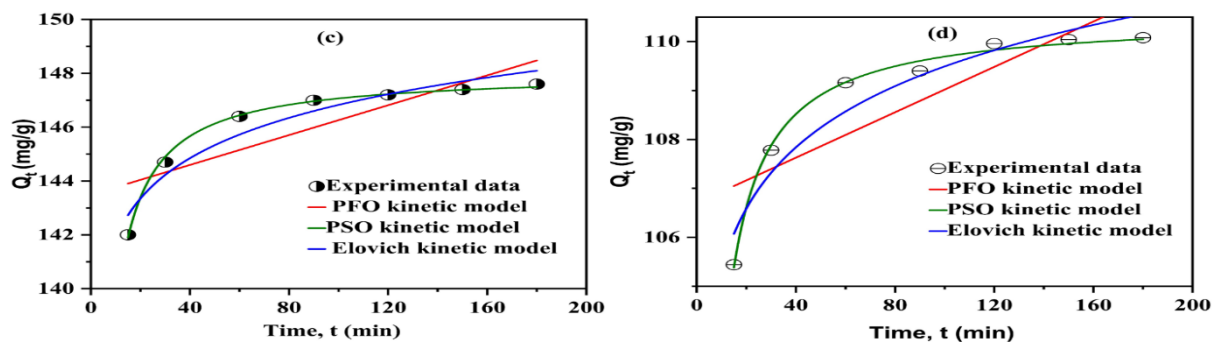 150
(c)
148
146
144
142
140
Q_t (mg/g)
Experimental data
PFO kinetic model
PSO kinetic model
Elovich kinetic model
0 40 80 120 160 200
Time, t (min)
(d)
110
108
106
Q_t (mg/g)
Experimental data
PFO kinetic model
PSO kinetic model
Elovich kinetic model
0 40 80 120 160 200
Time, t (min)